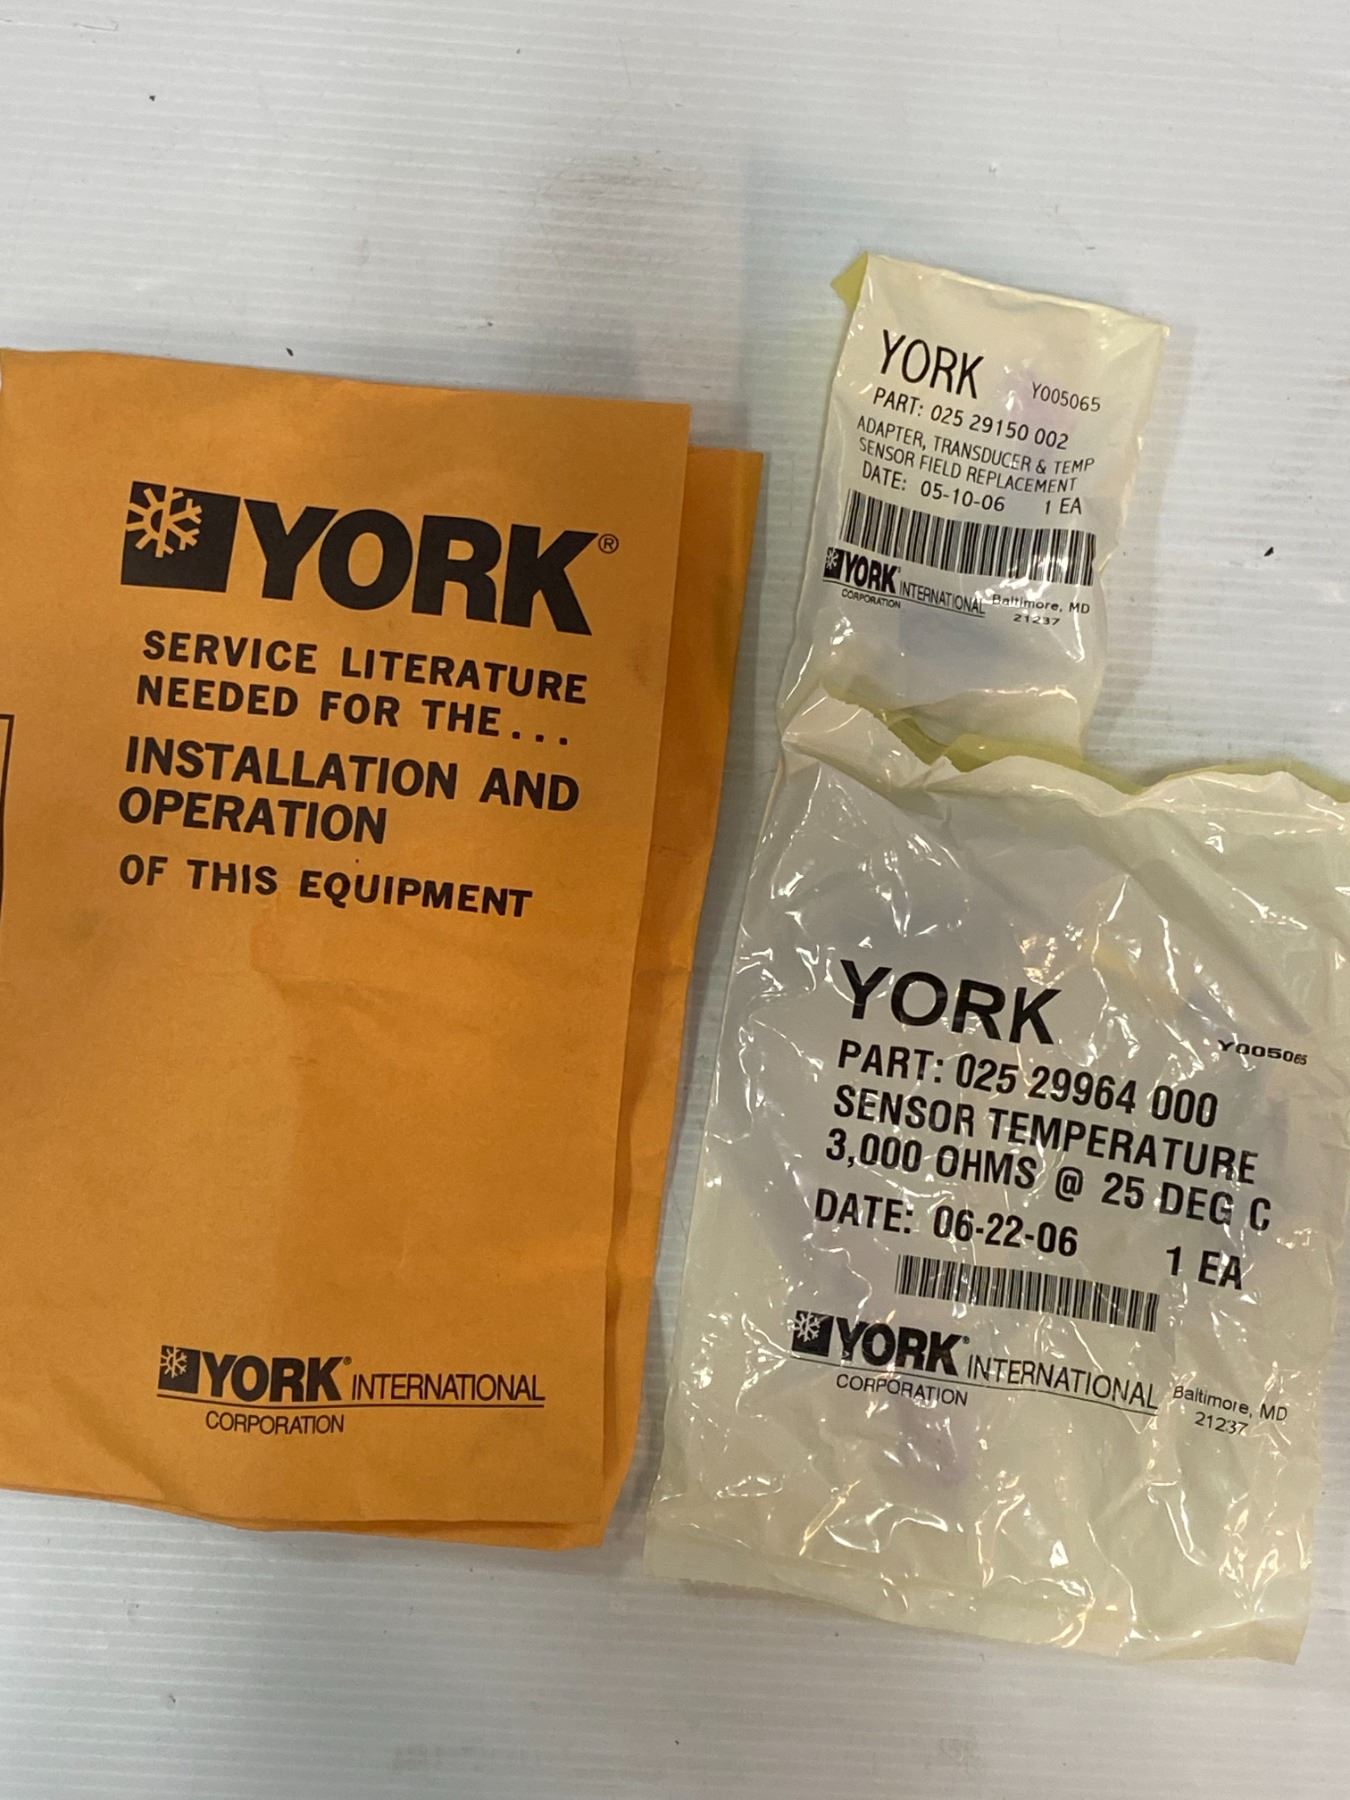 YORK®
SERVICE LITERATURE
NEEDED FOR THE...
INSTALLATION AND
OPERATION
OF THIS EQUIPMENT
YORK® INTERNATIONAL
CORPORATION
YORK
Y005065
PART: 025 29150 002
ADAPTER, TRANSDUCER & TEMP
SENSOR FIELD REPLACEMENT
DATE: 05-10-06 1 EA
YORK® INTERNATIONAL Baltimore, MD
CORPORATION 21237
YORK
Y005065
PART: 025 29964 000
SENSOR TEMPERATURE
3,000 OHMS @ 25 DEG C
DATE: 06-22-06 1 EA
YORK® INTERNATIONAL Baltimore, MD
CORPORATION 21237